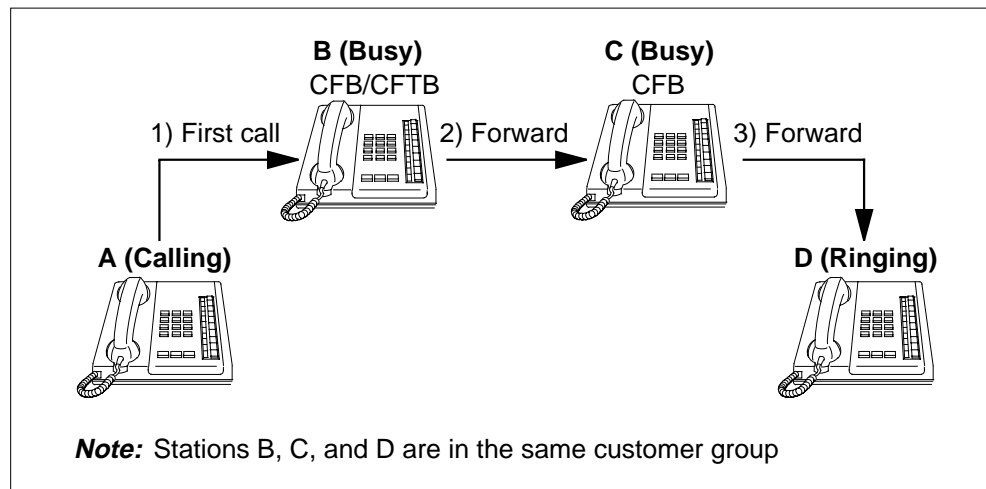 B (Busy)
CFB/CFTB
C (Busy)
CFB
1) First call
2) Forward
3) Forward
A (Calling)
D (Ringing)
Note: Stations B, C, and D are in the same customer group